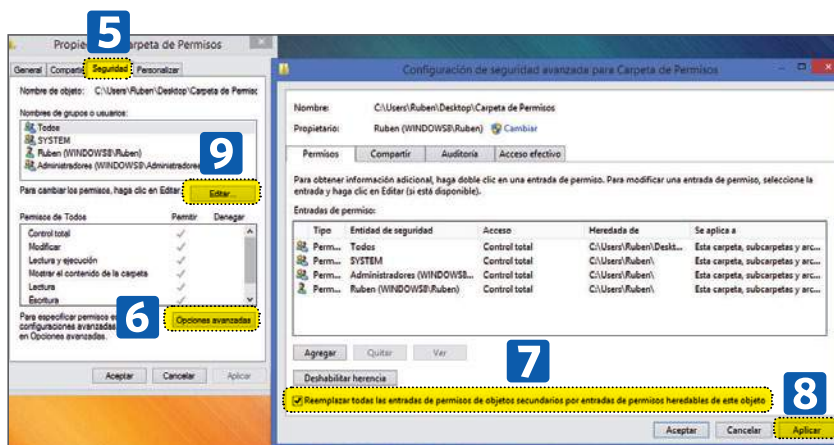 5
Propie rpeta de Permisos
General Compartir Seguridad Personalizar
Nombre de objeto: C:\Users\Ruben\Desktop\Carpeta de Permisc
Nombres de grupos o usuarios:
Todos
SYSTEM
Ruben (WINDOWS8\Ruben)
Administradores (WINDOWS8\Administradores
9
Para cambiar los permisos, haga clic en Editar.
Editar...
Permisos de Todos Permitir Denegar
Control total
Modificar
Lectura y ejecución
Mostrar el contenido de la carpeta
Lectura
Escritura
6
Para especificar permisos es
configuraciones avanzadas,
en Opciones avanzadas.
Opciones avanzadas
Aceptar Cancelar Aplicar
Configuración de seguridad avanzada para Carpeta de Permisos
Nombre: C:\Users\Ruben\Desktop\Carpeta de Permisos
Propietario: Ruben (WINDOWS8\Ruben) Cambiar
Permisos Compartir Auditoría Acceso efectivo
Para obtener información adicional, haga doble clic en una entrada de permiso. Para modificar una entrada de permiso, seleccione la
entrada y haga clic en Editar (si está disponible).
Entradas de permiso:
Tipo Entidad de seguridad Acceso Heredada de Se aplica a
Perm... Todos Control total C:\Users\Ruben\Deskt... Esta carpeta, subcarpetas y arc...
Perm... SYSTEM Control total C:\Users\Ruben\ Esta carpeta, subcarpetas y arc...
Perm... Administradores (WINDOWS8... Control total C:\Users\Ruben\ Esta carpeta, subcarpetas y arc...
Perm... Ruben (WINDOWS8\Ruben) Control total C:\Users\Ruben\ Esta carpeta, subcarpetas y arc...
Agregar Quitar Ver
7
Deshabilitar herencia
Reemplazar todas las entradas de permisos de objetos secundarios por entradas de permisos heredables de este objeto
8
Aceptar Cancelar Aplicar